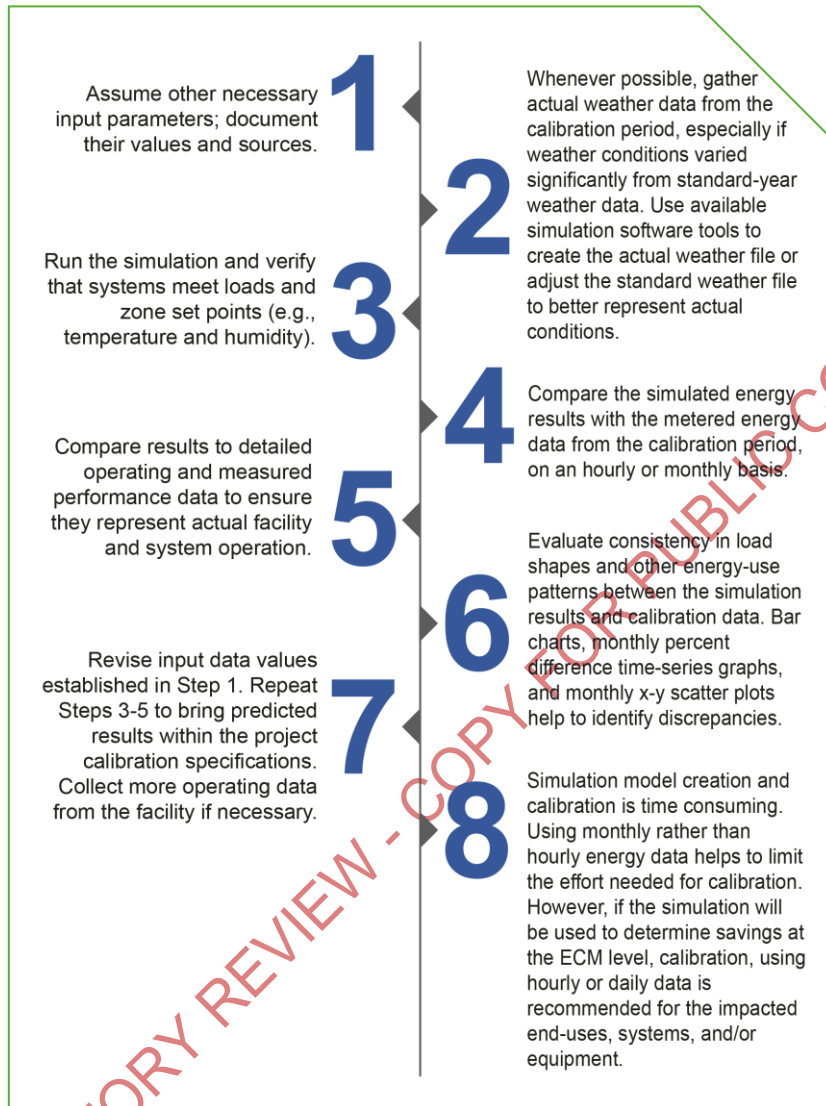 1
Assume other necessary
input parameters; document
their values and sources.
2
Whenever possible, gather
actual weather data from the
calibration period, especially if
weather conditions varied
significantly from standard-year
weather data. Use available
simulation software tools to
create the actual weather file or
adjust the standard weather file
to better represent actual
conditions.
3
Run the simulation and verify
that systems meet loads and
zone set points (e.g.,
temperature and humidity).
4
Compare the simulated energy
results with the metered energy
data from the calibration period,
on an hourly or monthly basis.
5
Compare results to detailed
operating and measured
performance data to ensure
they represent actual facility
and system operation.
6
Evaluate consistency in load
shapes and other energy-use
patterns between the simulation
results and calibration data. Bar
charts, monthly percent
difference time-series graphs,
and monthly x-y scatter plots
help to identify discrepancies.
7
Revise input data values
established in Step 1. Repeat
Steps 3-5 to bring predicted
results within the project
calibration specifications.
Collect more operating data
from the facility if necessary.
8
Simulation model creation and
calibration is time consuming.
Using monthly rather than
hourly energy data helps to limit
the effort needed for calibration.
However, if the simulation will
be used to determine savings at
the ECM level, calibration, using
hourly or daily data is
recommended for the impacted
end-uses, systems, and/or
equipment.
REVIEW - COPY FOR PUBLIC